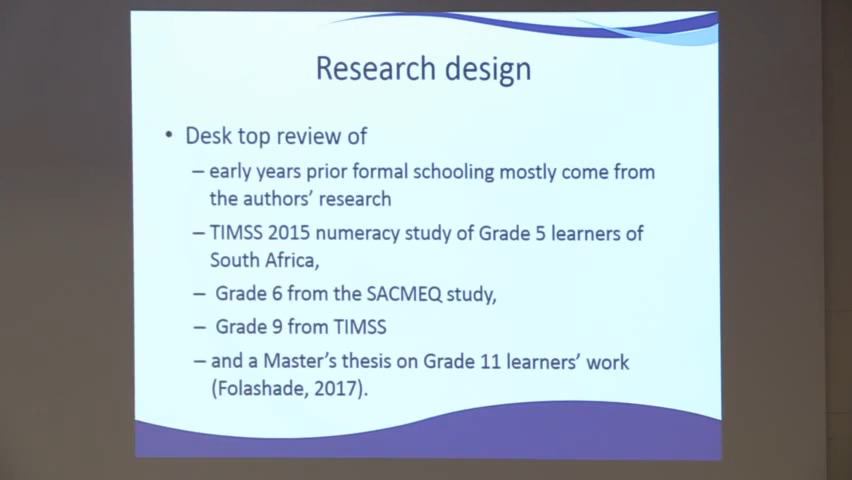 Research design
• Desk top review of
– early years prior formal schooling mostly come from
the authors' research
– TIMSS 2015 numeracy study of Grade 5 learners of
South Africa,
– Grade 6 from the SACMEQ study,
– Grade 9 from TIMSS
– and a Master's thesis on Grade 11 learners' work
(Folashade, 2017).